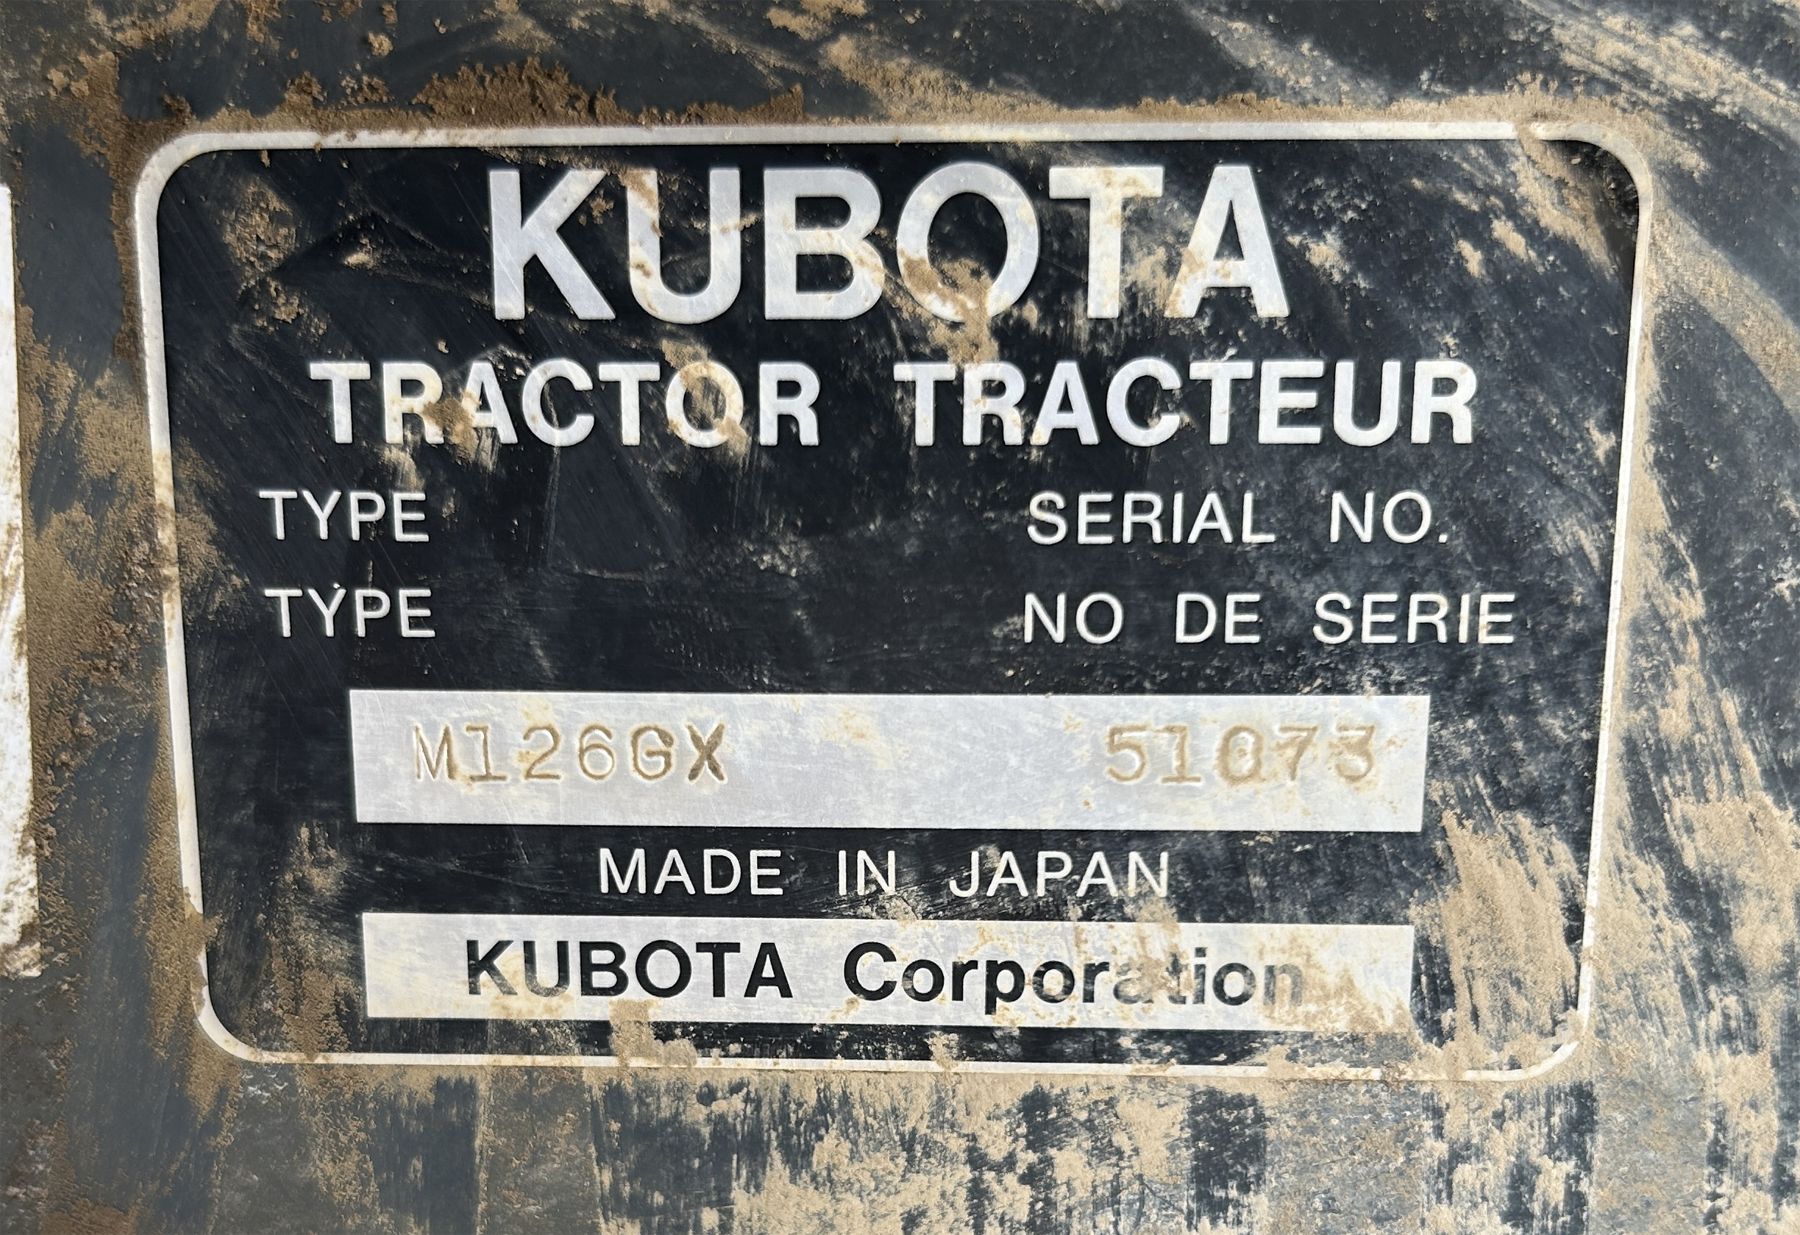 KUBOTA
TRACTOR TRACTEUR
TYPE SERIAL NO.
TYPE NO DE SERIE
M126GX 51073
MADE IN JAPAN
KUBOTA Corporation